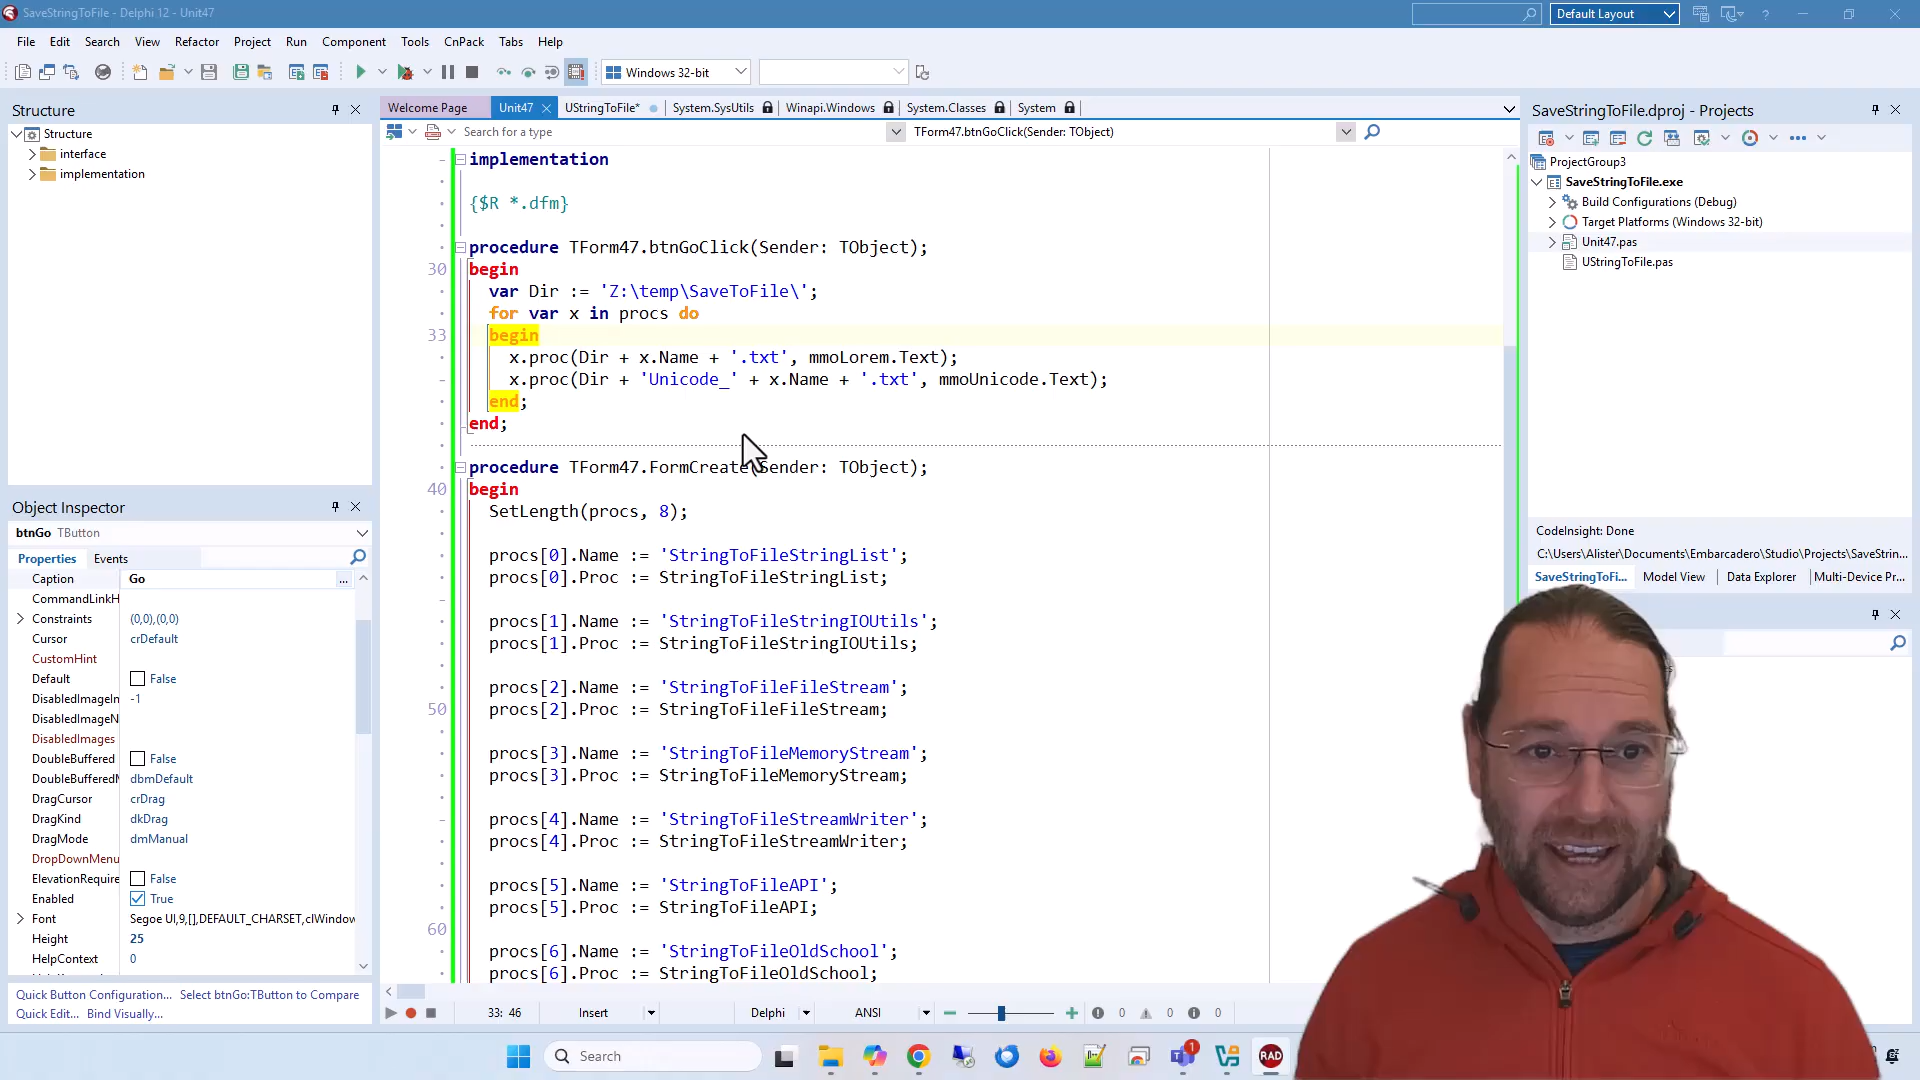 SaveStringToFile - Delphi 12 - Unit47
Default Layout
?
File Edit Search View Refactor Project Run Component Tools CnPack Tabs Help
Windows 32-bit
Structure
Structure
interface
implementation
Object Inspector
btnGo TButton
Properties Events
Caption Go
CommandLinkH
Constraints (0,0),(0,0)
Cursor crDefault
CustomHint
Default False
DisabledImageIn -1
DisabledImageN
DisabledImages
DoubleBuffered False
DoubleBufferedM dbmDefault
DragCursor crDrag
DragKind dkDrag
DragMode dmManual
DropDownMenu
ElevationRequire False
Enabled True
Font Segoe UI,9,[],DEFAULT_CHARSET,clWindow
Height 25
HelpContext 0
Quick Button Configuration... Select btnGo:TButton to Compare
Quick Edit... Bind Visually...
Welcome Page Unit47 UStringToFile* System.SysUtils Winapi.Windows System.Classes System
Search for a type TForm47.btnGoClick(Sender: TObject)
implementation
{$R *.dfm}
procedure TForm47.btnGoClick(Sender: TObject);
30 begin
var Dir := 'Z:\temp\SaveToFile\';
for var x in procs do
33 begin
x.proc(Dir + x.Name + '.txt', mmoLorem.Text);
x.proc(Dir + 'Unicode_' + x.Name + '.txt', mmoUnicode.Text);
end;
end;
procedure TForm47.FormCreate(Sender: TObject);
40 begin
SetLength(procs, 8);
procs[0].Name := 'StringToFileStringList';
procs[0].Proc := StringToFileStringList;
procs[1].Name := 'StringToFileStringIOUtils';
procs[1].Proc := StringToFileStringIOUtils;
procs[2].Name := 'StringToFileFileStream';
50 procs[2].Proc := StringToFileFileStream;
procs[3].Name := 'StringToFileMemoryStream';
procs[3].Proc := StringToFileMemoryStream;
procs[4].Name := 'StringToFileStreamWriter';
procs[4].Proc := StringToFileStreamWriter;
procs[5].Name := 'StringToFileAPI';
procs[5].Proc := StringToFileAPI;
60
procs[6].Name := 'StringToFileOldSchool';
procs[6].Proc := StringToFileOldSchool;
33: 46 Insert Delphi ANSI 0 0 0
SaveStringToFile.dproj - Projects
ProjectGroup3
SaveStringToFile.exe
Build Configurations (Debug)
Target Platforms (Windows 32-bit)
Unit47.pas
UStringToFile.pas
CodeInsight: Done
C:\Users\Alister\Documents\Embarcadero\Studio\Projects\SaveStrin...
SaveStringToFi... Model View Data Explorer Multi-Device Pr...
Search
1
RAD